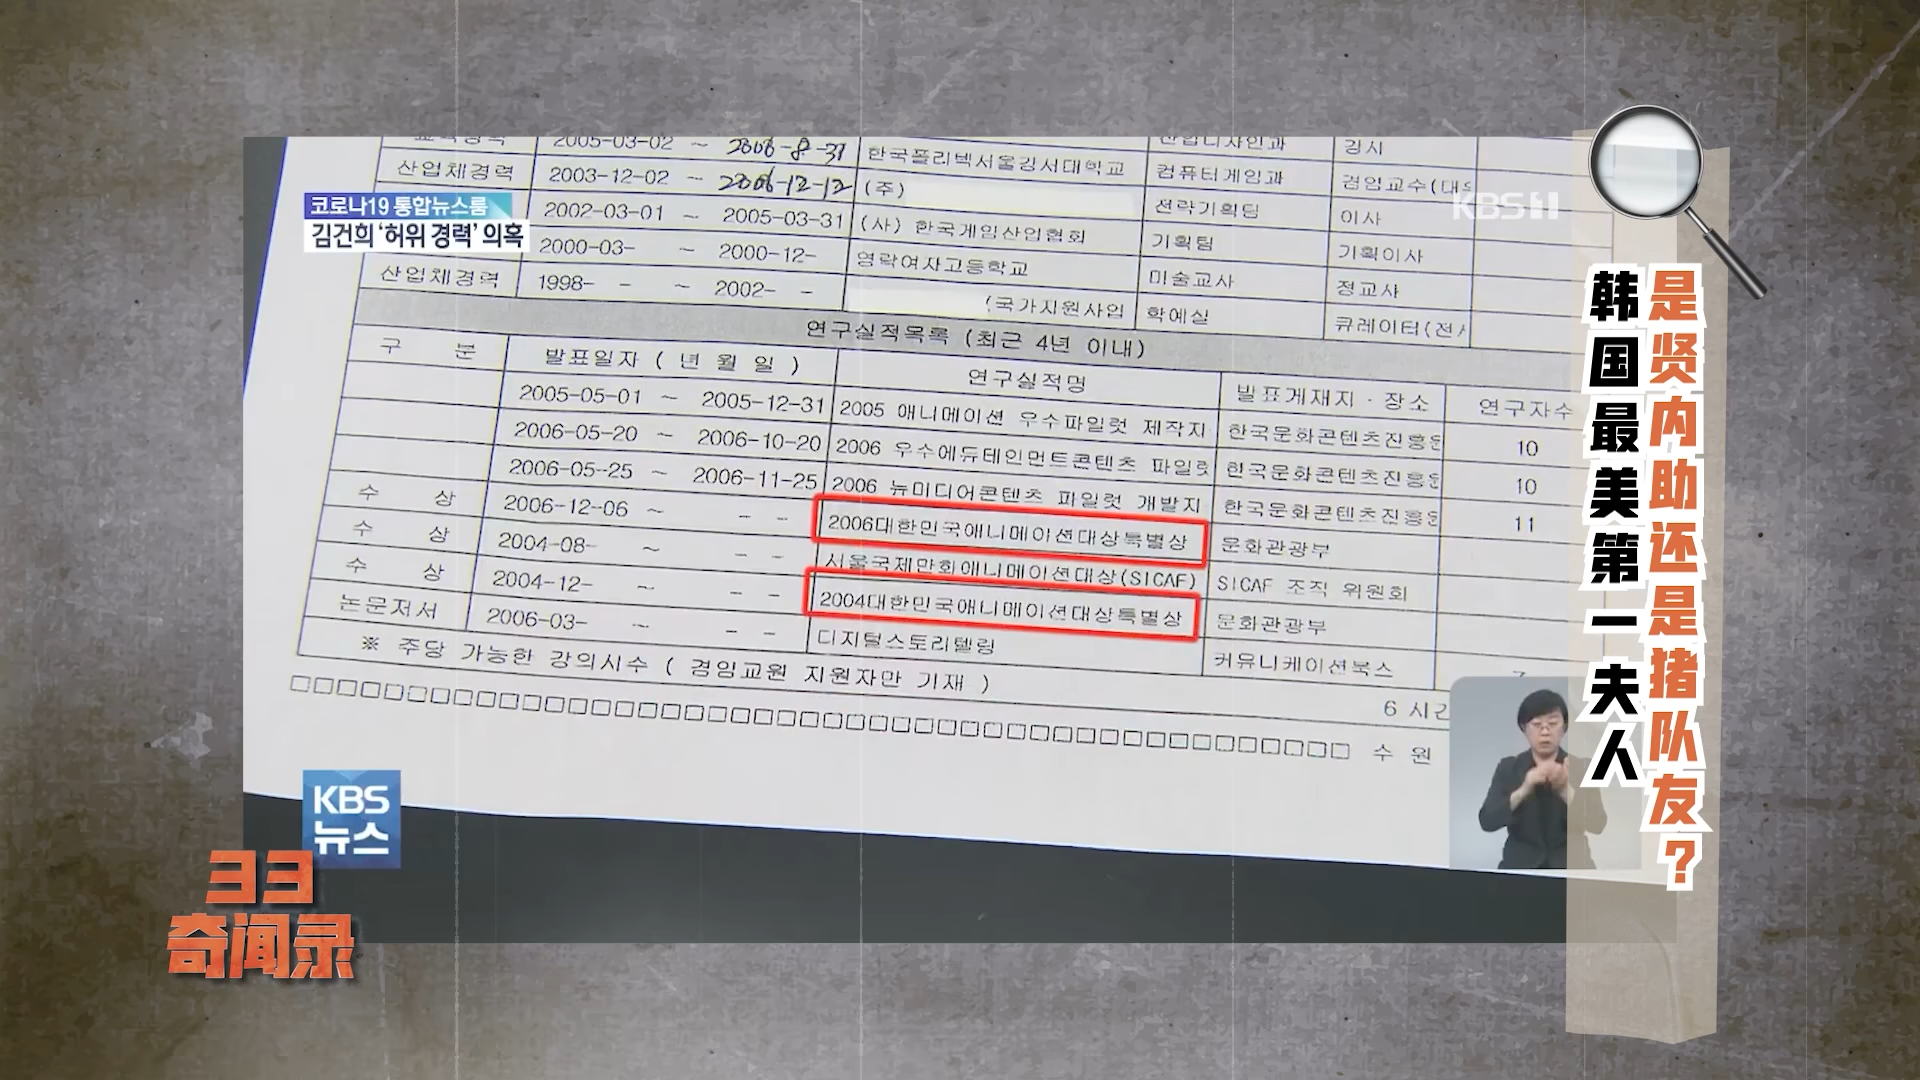 2005-03-02 ~ 2006-8-31 한국폴리텍서울강서대학교 산업디자인과 강사
산업체경력 2003-12-02 ~ 2006-12-12 (주) 컴퓨터게임과 겸임교수(대우
2002-03-01 ~ 2005-03-31 (사) 한국게임산업협회 전략기획팀 이사
2000-03- ~ 2000-12- 영락여자고등학교 기획팀 기획이사
산업체경력 1998- - ~ 2002- - (국가지원사업 미술교사 정교사
학예실 큐레이터(전시
연구실적목록 (최근 4년 이내)
구 분 발표일자 ( 년 월 일 ) 연구실적명 발표게재지·장소 연구자수
2005-05-01 ~ 2005-12-31 2005 애니메이션 우수파일럿 제작지 한국문화콘텐츠진흥원 10
2006-05-20 ~ 2006-10-20 2006 우수에듀테인먼트콘텐츠 파일럿 한국문화콘텐츠진흥원 10
2006-05-25 ~ 2006-11-25 2006 뉴미디어콘텐츠 파일럿 개발지 한국문화콘텐츠진흥원 11
수 상 2006-12-06 ~ - - 2006대한민국애니메이션대상특별상 문화관광부
수 상 2004-08- ~ - - 서울국제만화애니메이션대상(SICAF) SICAF 조직 위원회
수 상 2004-12- ~ - - 2004대한민국애니메이션대상특별상 문화관광부
논문저서 2006-03- ~ - - 디지털스토리텔링 커뮤니케이션북스
※ 주당 가능한 강의시수 ( 겸임교원 지원자만 기재 ) 6 시간
수 원
코로나19 통합뉴스룸
김건희 '허위 경력' 의혹
KBS 1
KBS
뉴스
33
奇闻录
韩国最美第一夫人
是贤内助还是猪队友?